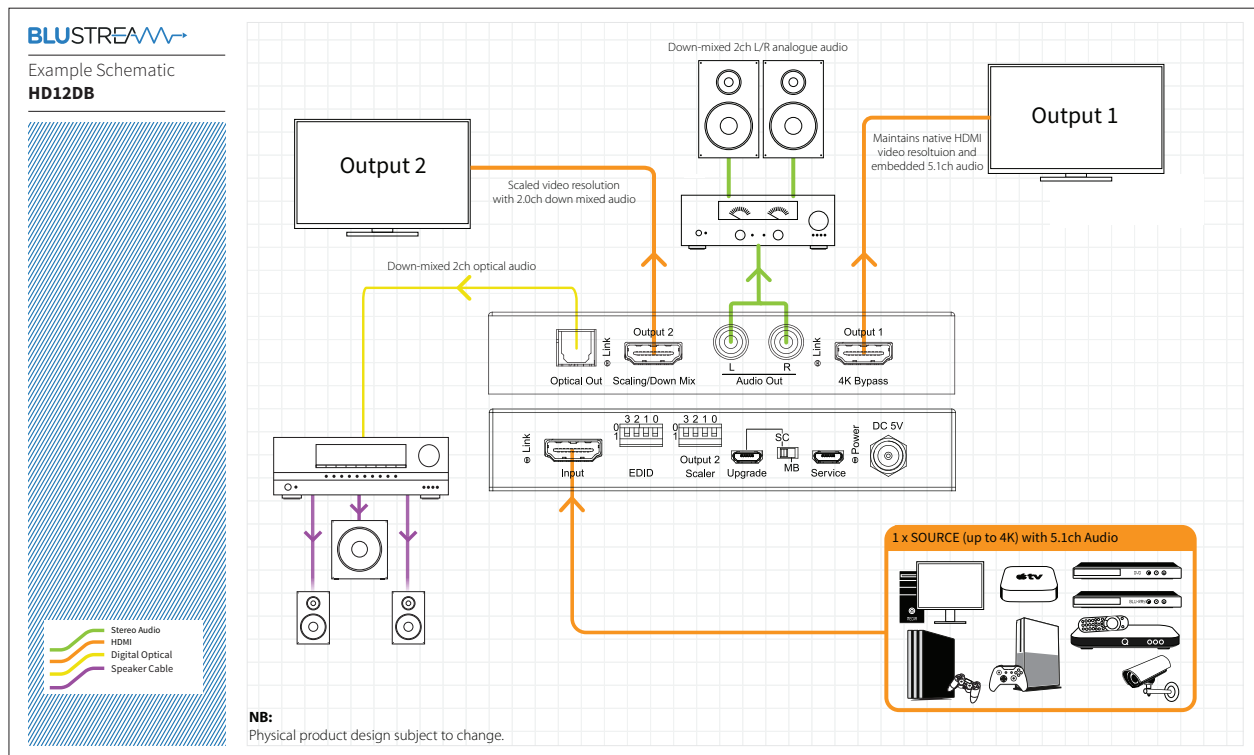 BLUSTREAM
Example Schematic
HD12DB
Down-mixed 2ch L/R analogue audio
Output 2
Output 1
Maintains native HDMI
video resoltuion and
embedded 5.1ch audio
Scaled video resolution
with 2.0ch down mixed audio
Down-mixed 2ch optical audio
Optical Out
Link
Output 2
Scaling/Down Mix
L
R
Audio Out
Link
Output 1
4K Bypass
Link
Input
3 2 1 0
0
1
EDID
3 2 1 0
0
1
Output 2
Scaler
Upgrade
SC
MB
Service
Power
DC 5V
1 x SOURCE (up to 4K) with 5.1ch Audio
tv
DVD
BLU-RAY
Q
Stereo Audio
HDMI
Digital Optical
Speaker Cable
NB:
Physical product design subject to change.